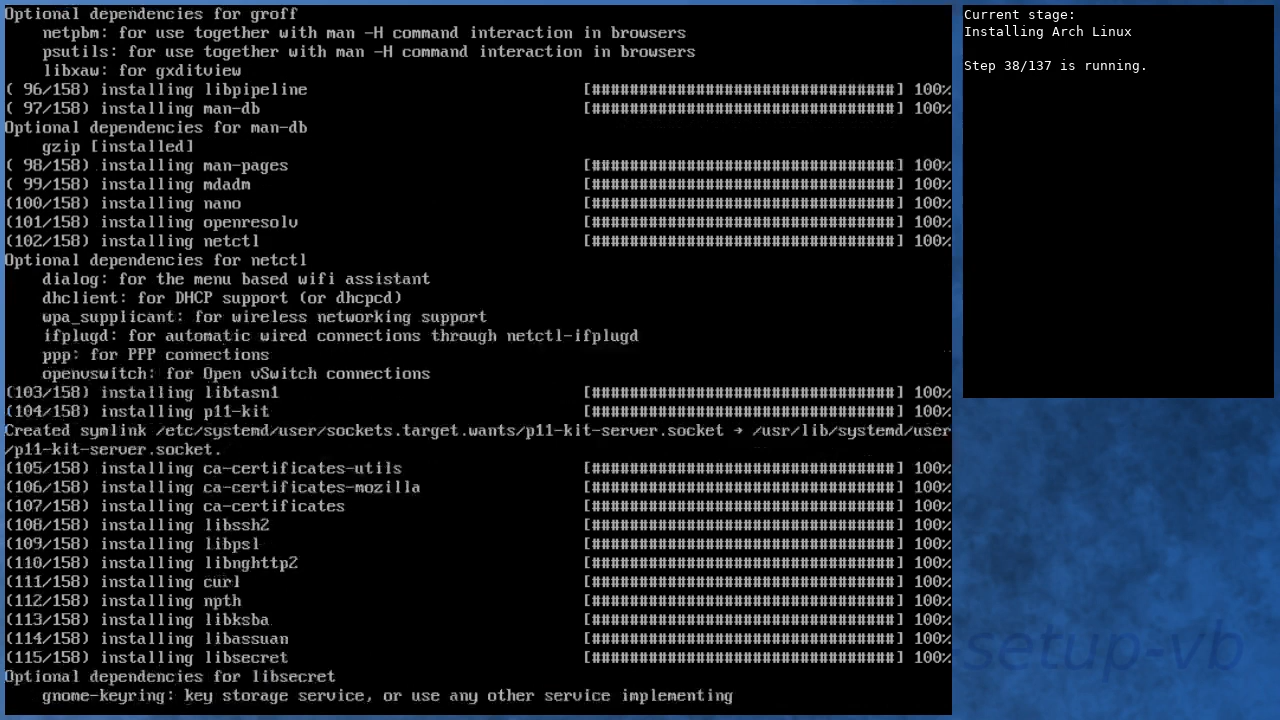 Optional dependencies for groff
    netpbm: for use together with man -H command interaction in browsers
    psutils: for use together with man -H command interaction in browsers
    libxaw: for gxditview
( 96/158) installing libpipeline [################################] 100%
( 97/158) installing man-db [################################] 100%
Optional dependencies for man-db
    gzip [installed]
( 98/158) installing man-pages [################################] 100%
( 99/158) installing mdadm [################################] 100%
(100/158) installing nano [################################] 100%
(101/158) installing openresolv [################################] 100%
(102/158) installing netctl [################################] 100%
Optional dependencies for netctl
    dialog: for the menu based wifi assistant
    dhclient: for DHCP support (or dhcpcd)
    wpa_supplicant: for wireless networking support
    ifplugd: for automatic wired connections through netctl-ifplugd
    ppp: for PPP connections
    openvswitch: for Open vSwitch connections
(103/158) installing libtasn1 [################################] 100%
(104/158) installing p11-kit [################################] 100%
Created symlink /etc/systemd/user/sockets.target.wants/p11-kit-server.socket → /usr/lib/systemd/user
/p11-kit-server.socket.
(105/158) installing ca-certificates-utils [################################] 100%
(106/158) installing ca-certificates-mozilla [################################] 100%
(107/158) installing ca-certificates [################################] 100%
(108/158) installing libssh2 [################################] 100%
(109/158) installing libpsl [################################] 100%
(110/158) installing libnghttp2 [################################] 100%
(111/158) installing curl [################################] 100%
(112/158) installing npth [################################] 100%
(113/158) installing libksba [################################] 100%
(114/158) installing libassuan [################################] 100%
(115/158) installing libsecret [################################] 100%
Optional dependencies for libsecret
    gnome-keyring: key storage service, or use any other service implementing
Current stage:
Installing Arch Linux
Step 38/137 is running.
setup-vb